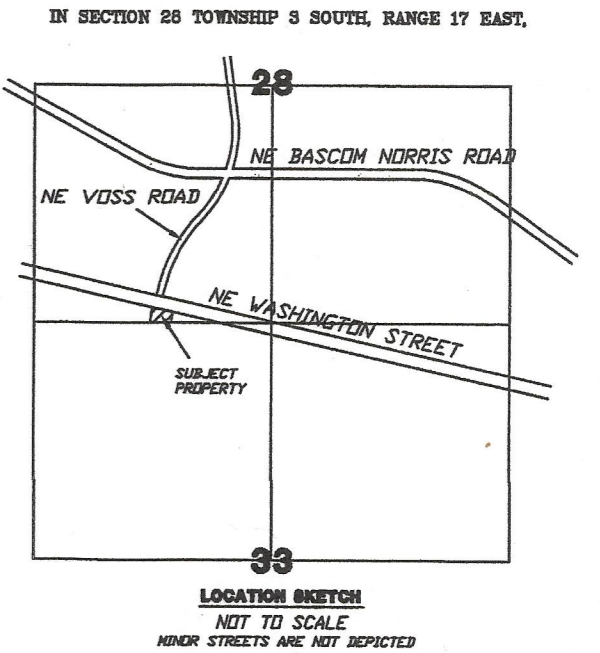 IN SECTION 28 TOWNSHIP 3 SOUTH, RANGE 17 EAST.
28
NE BASCOM NORRIS ROAD
NE VOSS ROAD
NE WASHINGTON STREET
SUBJECT
PROPERTY
33
LOCATION SKETCH
NOT TO SCALE
MINOR STREETS ARE NOT DEPICTED